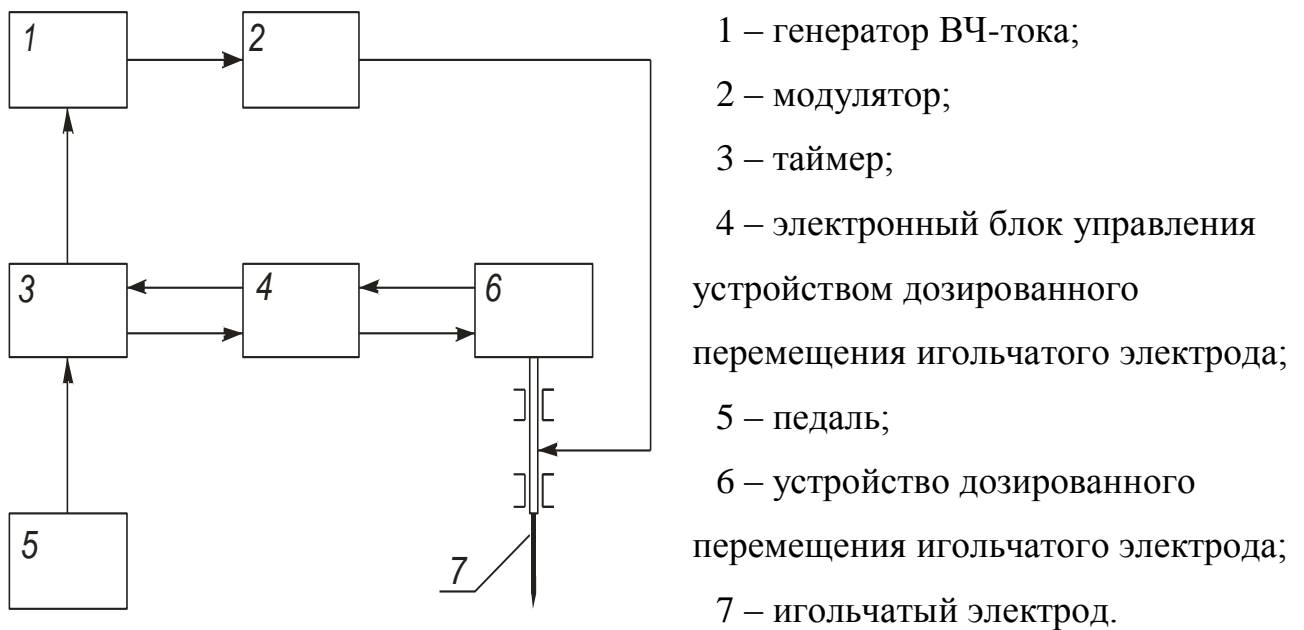 1
2
3
4
6
5
7
1 – генератор ВЧ-тока;
2 – модулятор;
3 – таймер;
4 – электронный блок управления
устройством дозированного
перемещения игольчатого электрода;
5 – педаль;
6 – устройство дозированного
перемещения игольчатого электрода;
7 – игольчатый электрод.